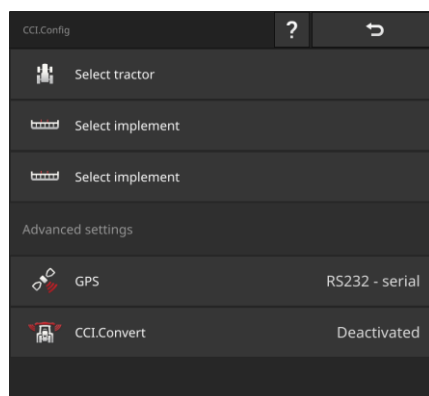 CCI.Config
?
Select tractor
Select implement
Select implement
Advanced settings
GPS RS232 - serial
CCI.Convert Deactivated